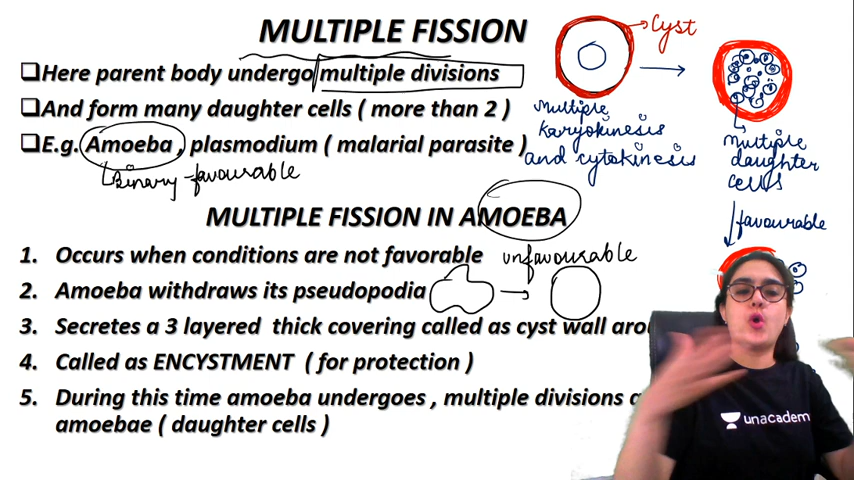 MULTIPLE FISSION
❑Here parent body undergo multiple divisions
❑And form many daughter cells ( more than 2 )
❑E.g. Amoeba , plasmodium ( malarial parasite )
Binary - favourable
Cyst
Multiple
karyokinesis
and cytokinesis
multiple
daughter
cells
favourable
MULTIPLE FISSION IN AMOEBA
1. Occurs when conditions are not favorable
unfavourable
2. Amoeba withdraws its pseudopodia
3. Secretes a 3 layered thick covering called as cyst wall
4. Called as ENCYSTMENT ( for protection )
5. During this time amoeba undergoes , multiple divisions
amoebae ( daughter cells )
unacadem